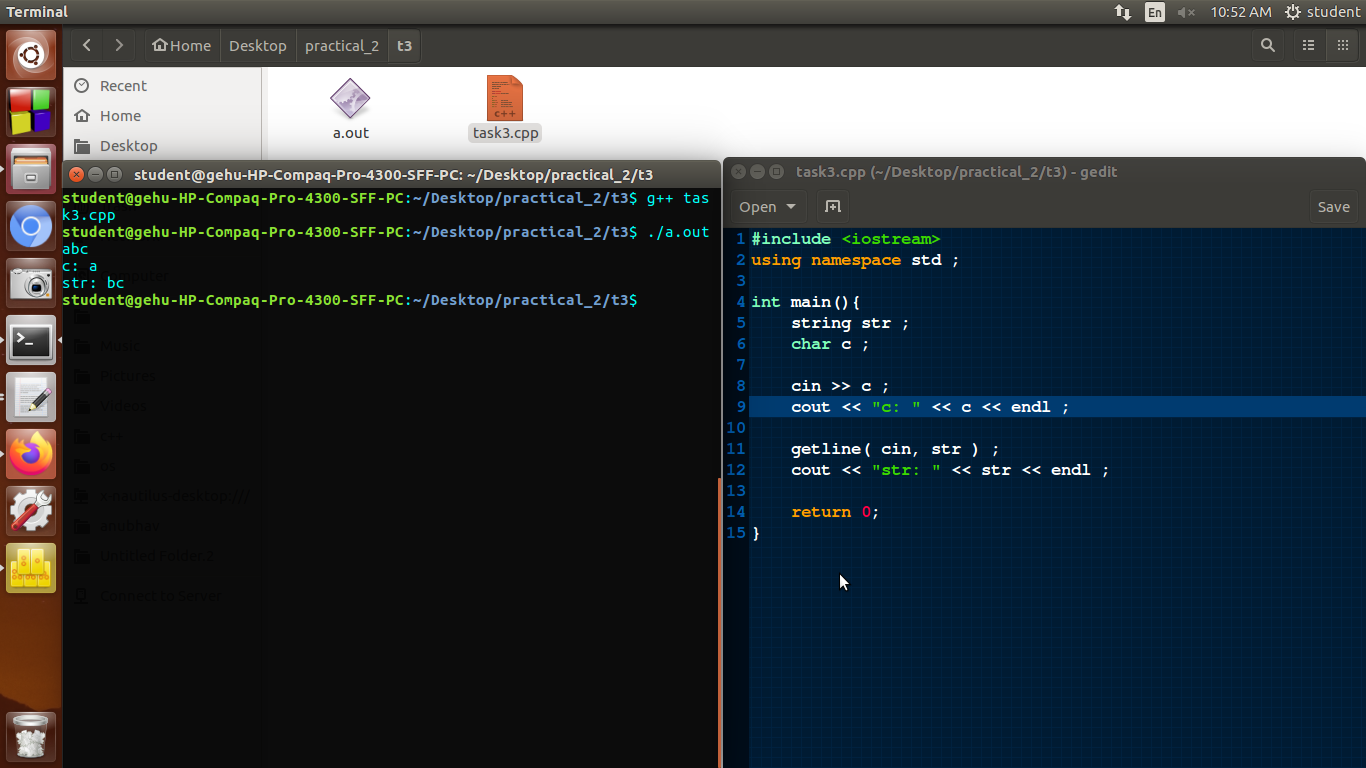 Terminal
En
10:52 AM
student
Home
Desktop
practical_2
t3
Recent
Home
Desktop
a.out
c++
task3.cpp
student@gehu-HP-Compaq-Pro-4300-SFF-PC: ~/Desktop/practical_2/t3
student@gehu-HP-Compaq-Pro-4300-SFF-PC:~/Desktop/practical_2/t3$ g++ tas
k3.cpp
student@gehu-HP-Compaq-Pro-4300-SFF-PC:~/Desktop/practical_2/t3$ ./a.out
abc
c: a
str: bc
student@gehu-HP-Compaq-Pro-4300-SFF-PC:~/Desktop/practical_2/t3$
Music
Pictures
Videos
c++
os
x-nautilus-desktop:///
anubhav
Untitled Folder 2
Connect to Server
task3.cpp (~/Desktop/practical_2/t3) - gedit
Open
Save
1 #include <iostream>
2 using namespace std ;
3
4 int main(){
5     string str ;
6     char c ;
7
8     cin >> c ;
9     cout << "c: " << c << endl ;
10
11     getline( cin, str ) ;
12     cout << "str: " << str << endl ;
13
14     return 0;
15 }